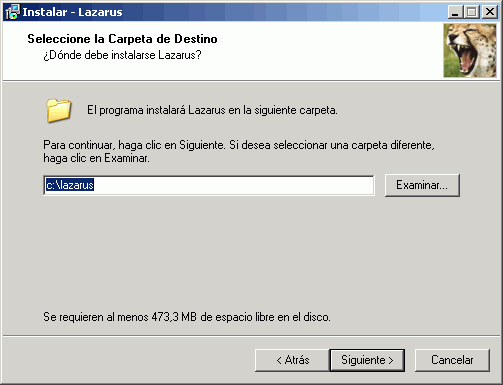 Instalar - Lazarus
Seleccione la Carpeta de Destino
¿Dónde debe instalarse Lazarus?
El programa instalará Lazarus en la siguiente carpeta.
Para continuar, haga clic en Siguiente. Si desea seleccionar una carpeta diferente,
haga clic en Examinar.
c:\lazarus
Examinar...
Se requieren al menos 473,3 MB de espacio libre en el disco.
< Atrás
Siguiente >
Cancelar